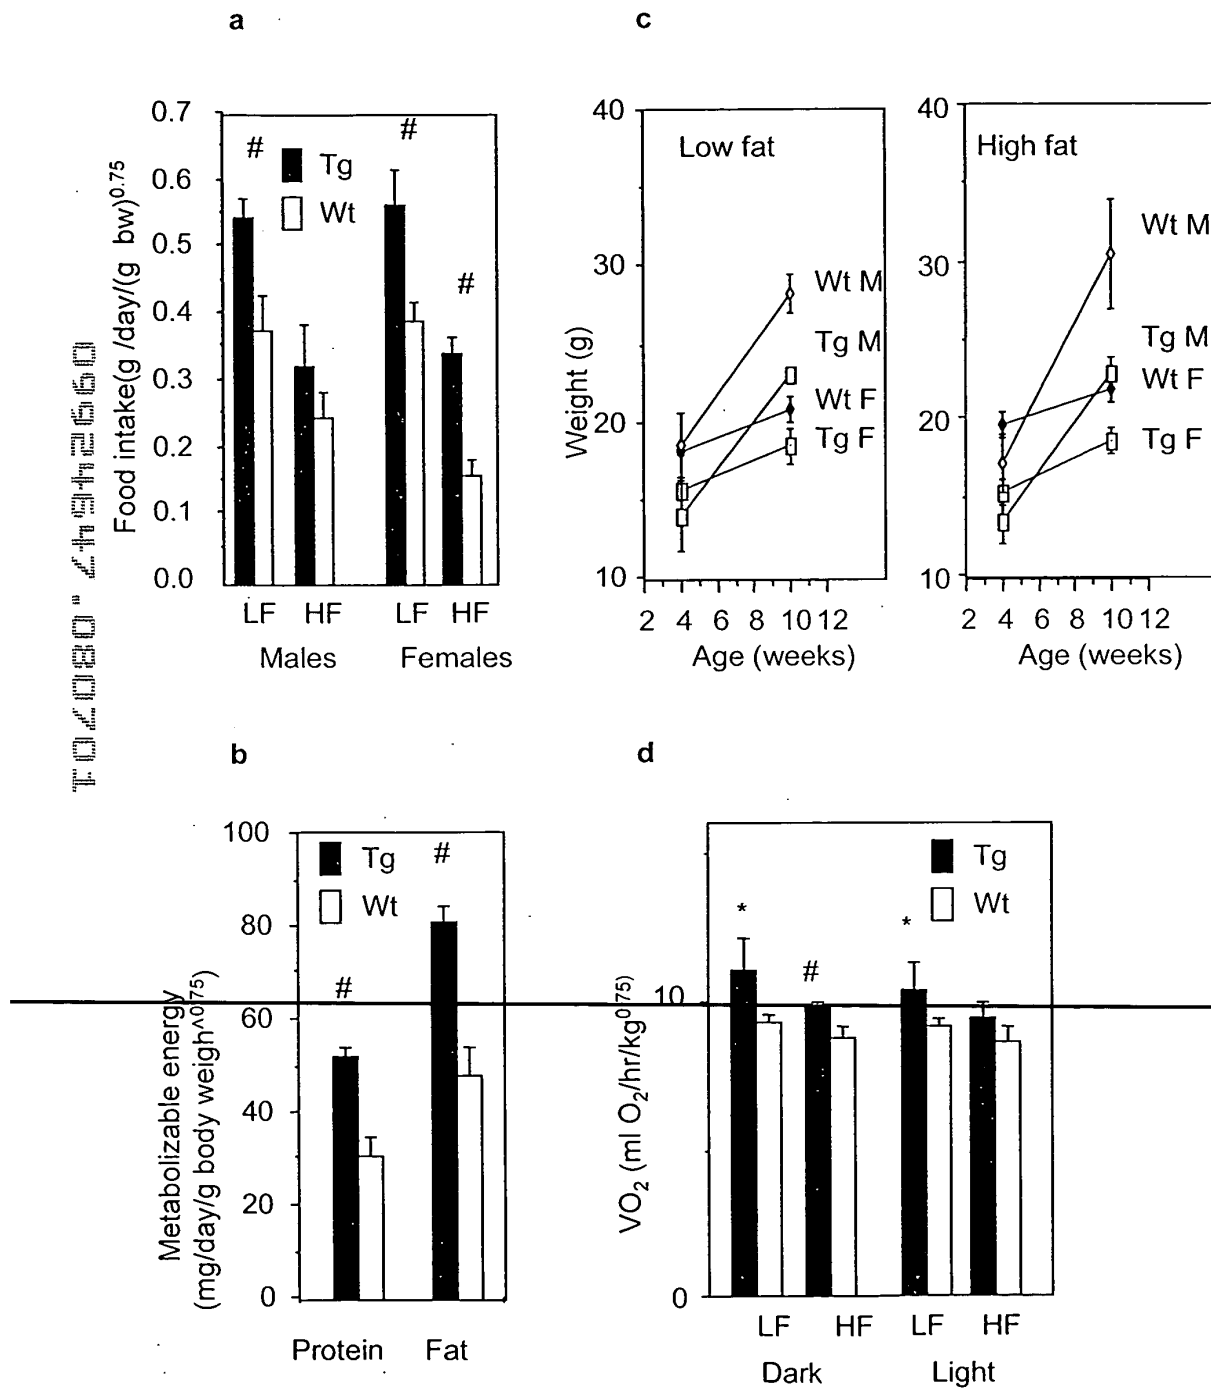 a
0.7
0.6
0.5
0.4
0.3
0.2
0.1
0.0
Food intake(g /day/(g bw)0.75
#
#
#
Tg
Wt
LF
HF
LF
HF
Males
Females
c
40
30
20
10
Weight (g)
Low fat
Wt M
Tg M
Wt F
Tg F
2 4 6 8 10 12
Age (weeks)
40
30
20
10
High fat
Wt M
Tg M
Wt F
Tg F
2 4 6 8 10 12
Age (weeks)
b
100
80
60
40
20
0
Metabolizable energy
(mg/day/g body weigh^0.75)
Tg
Wt
#
#
Protein
Fat
d
10
0
VO2 (ml O2/hr/kg0.75)
Tg
Wt
*
#
*
LF
HF
LF
HF
Dark
Light